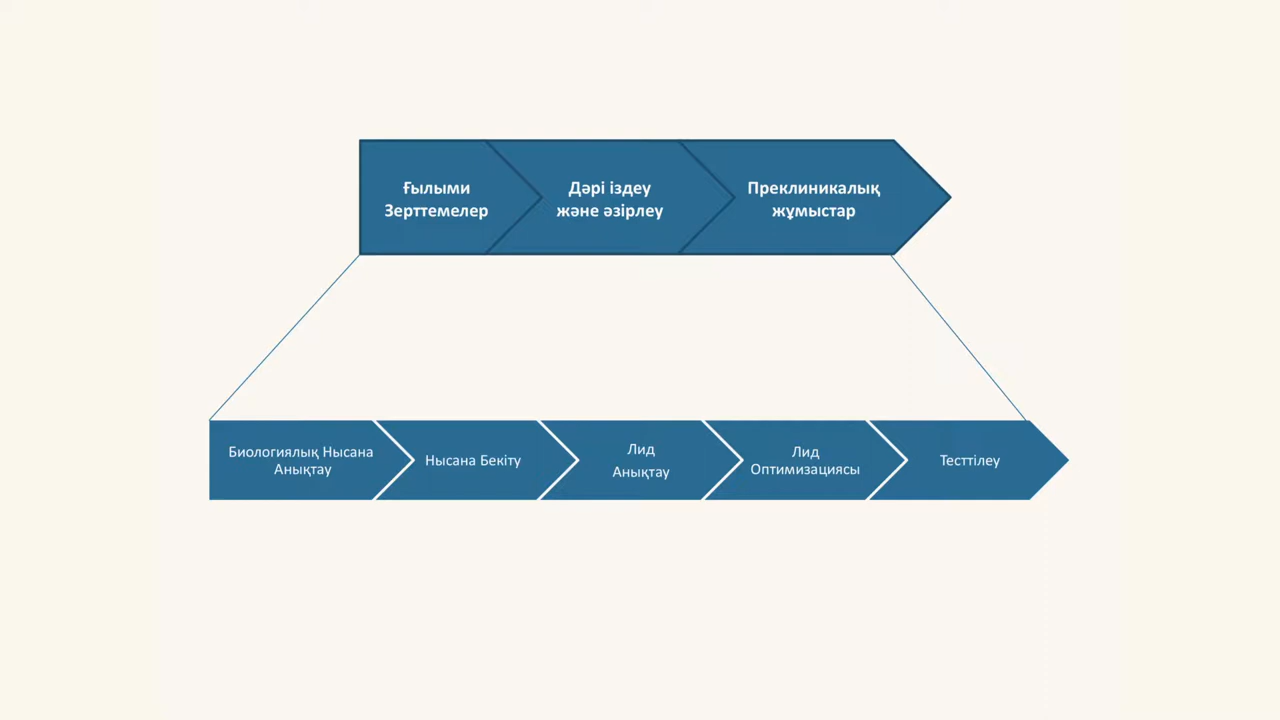 Ғылыми
Зерттемелер
Дәрі іздеу
және әзірлеу
Преклиникалық
жұмыстар
Биологиялық Нысана
Анықтау
Нысана Бекіту
Лид
Анықтау
Лид
Оптимизациясы
Тесттілеу